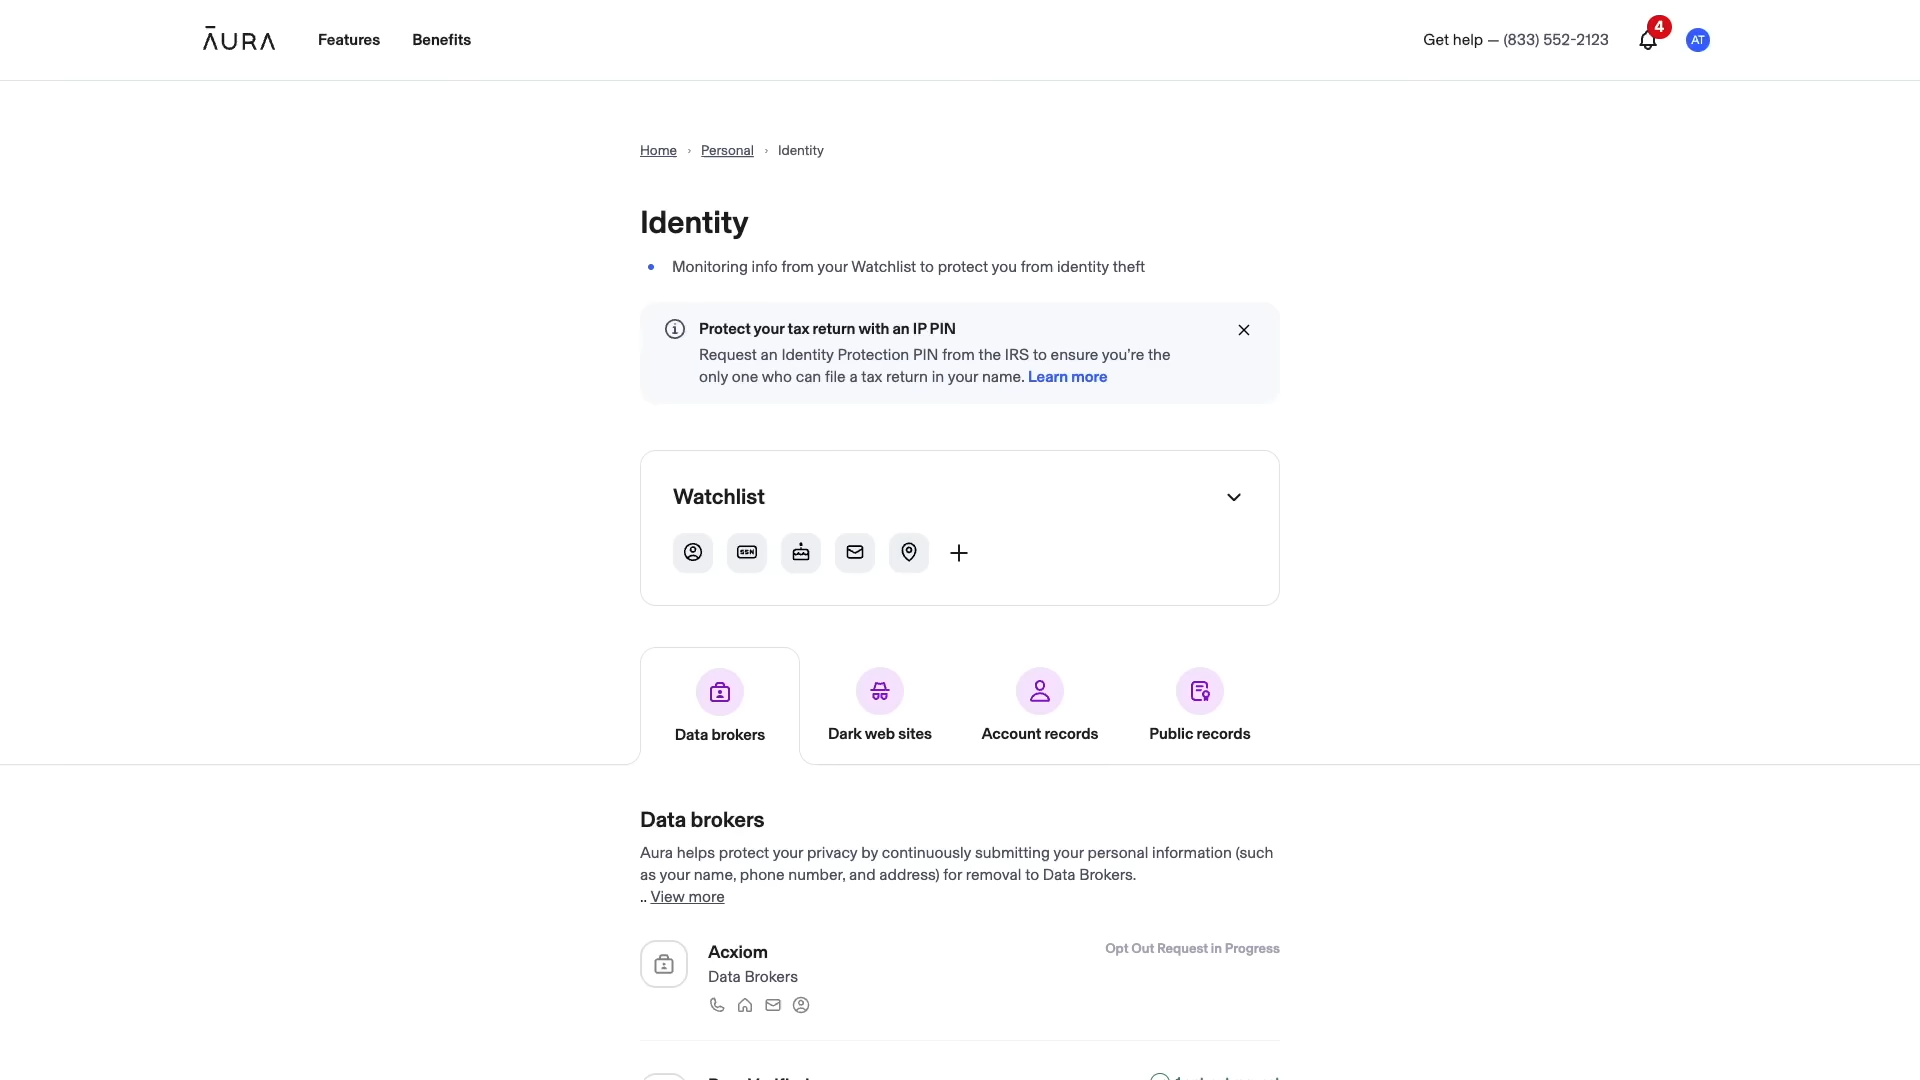 ĀURA
Features
Benefits
Get help — (833) 552-2123
4
AT
Home › Personal › Identity
Identity
• Monitoring info from your Watchlist to protect you from identity theft
Protect your tax return with an IP PIN
Request an Identity Protection PIN from the IRS to ensure you're the
only one who can file a tax return in your name. Learn more
Watchlist
SSN
Data brokers
Dark web sites
Account records
Public records
Data brokers
Aura helps protect your privacy by continuously submitting your personal information (such
as your name, phone number, and address) for removal to Data Brokers.
.. View more
Acxiom
Opt Out Request in Progress
Data Brokers